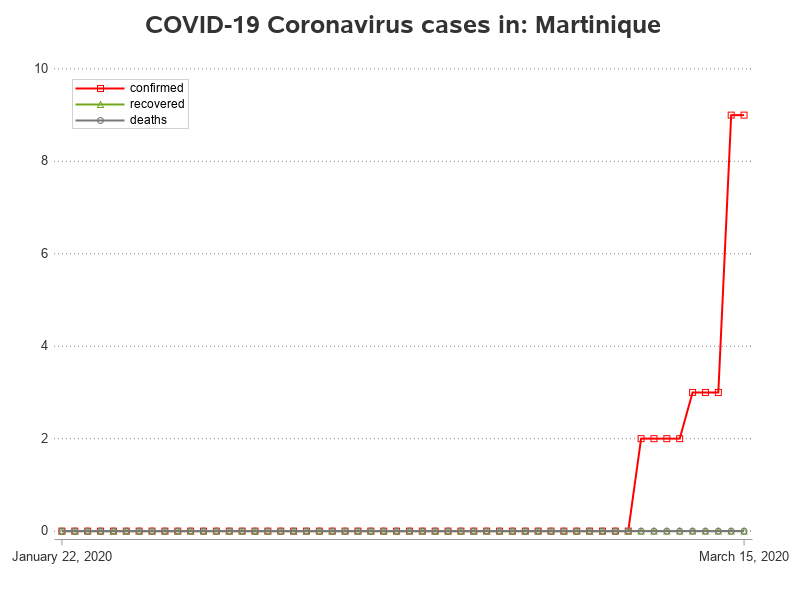 COVID-19 Coronavirus cases in: Martinique
10
confirmed
recovered
deaths
8
6
4
2
0
January 22, 2020
March 15, 2020